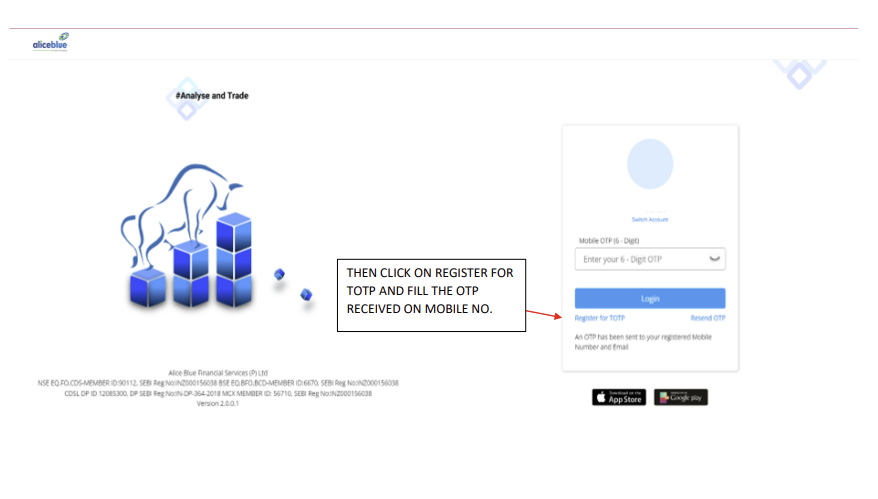 aliceblue
#Analyse and Trade
Switch Account
Mobile OTP (6 - Digit)
Enter your 6 - Digit OTP
THEN CLICK ON REGISTER FOR
TOTP AND FILL THE OTP
RECEIVED ON MOBILE NO.
Login
Register for TOTP
Resend OTP
An OTP has been sent to your registered Mobile
Number and Email
Alice Blue Financial Services (P) Ltd
NSE EQ,FO,CDS-MEMBER ID:90112, SEBI Reg No:INZ000156038 BSE EQ,BFO,BCD-MEMBER ID:6670, SEBI Reg No:INZ000156038
CDSL DP ID 12085300, DP SEBI Reg No:IN-DP-364-2018 MCX MEMBER ID: 56710, SEBI Reg No:INZ000156038
Version 2.0.0.1
Download on the
App Store
Google play